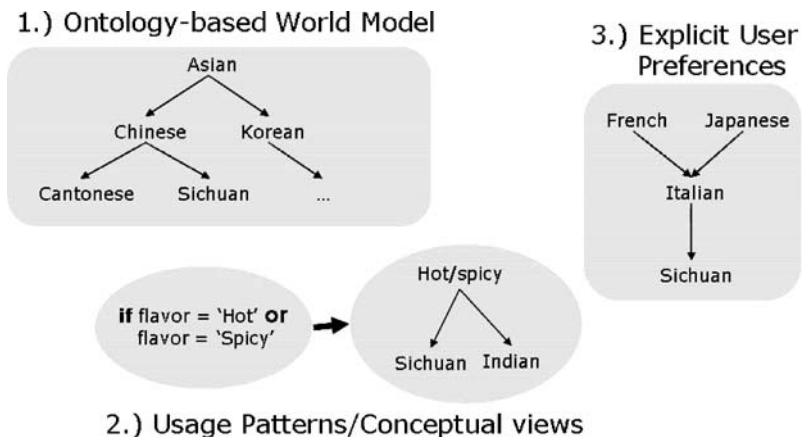 1.) Ontology-based World Model
Asian
Chinese Korean
Cantonese Sichuan ...
3.) Explicit User
Preferences
French Japanese
Italian
Sichuan
if flavor = 'Hot' or
flavor = 'Spicy'
Hot/spicy
Sichuan Indian
2.) Usage Patterns/Conceptual views